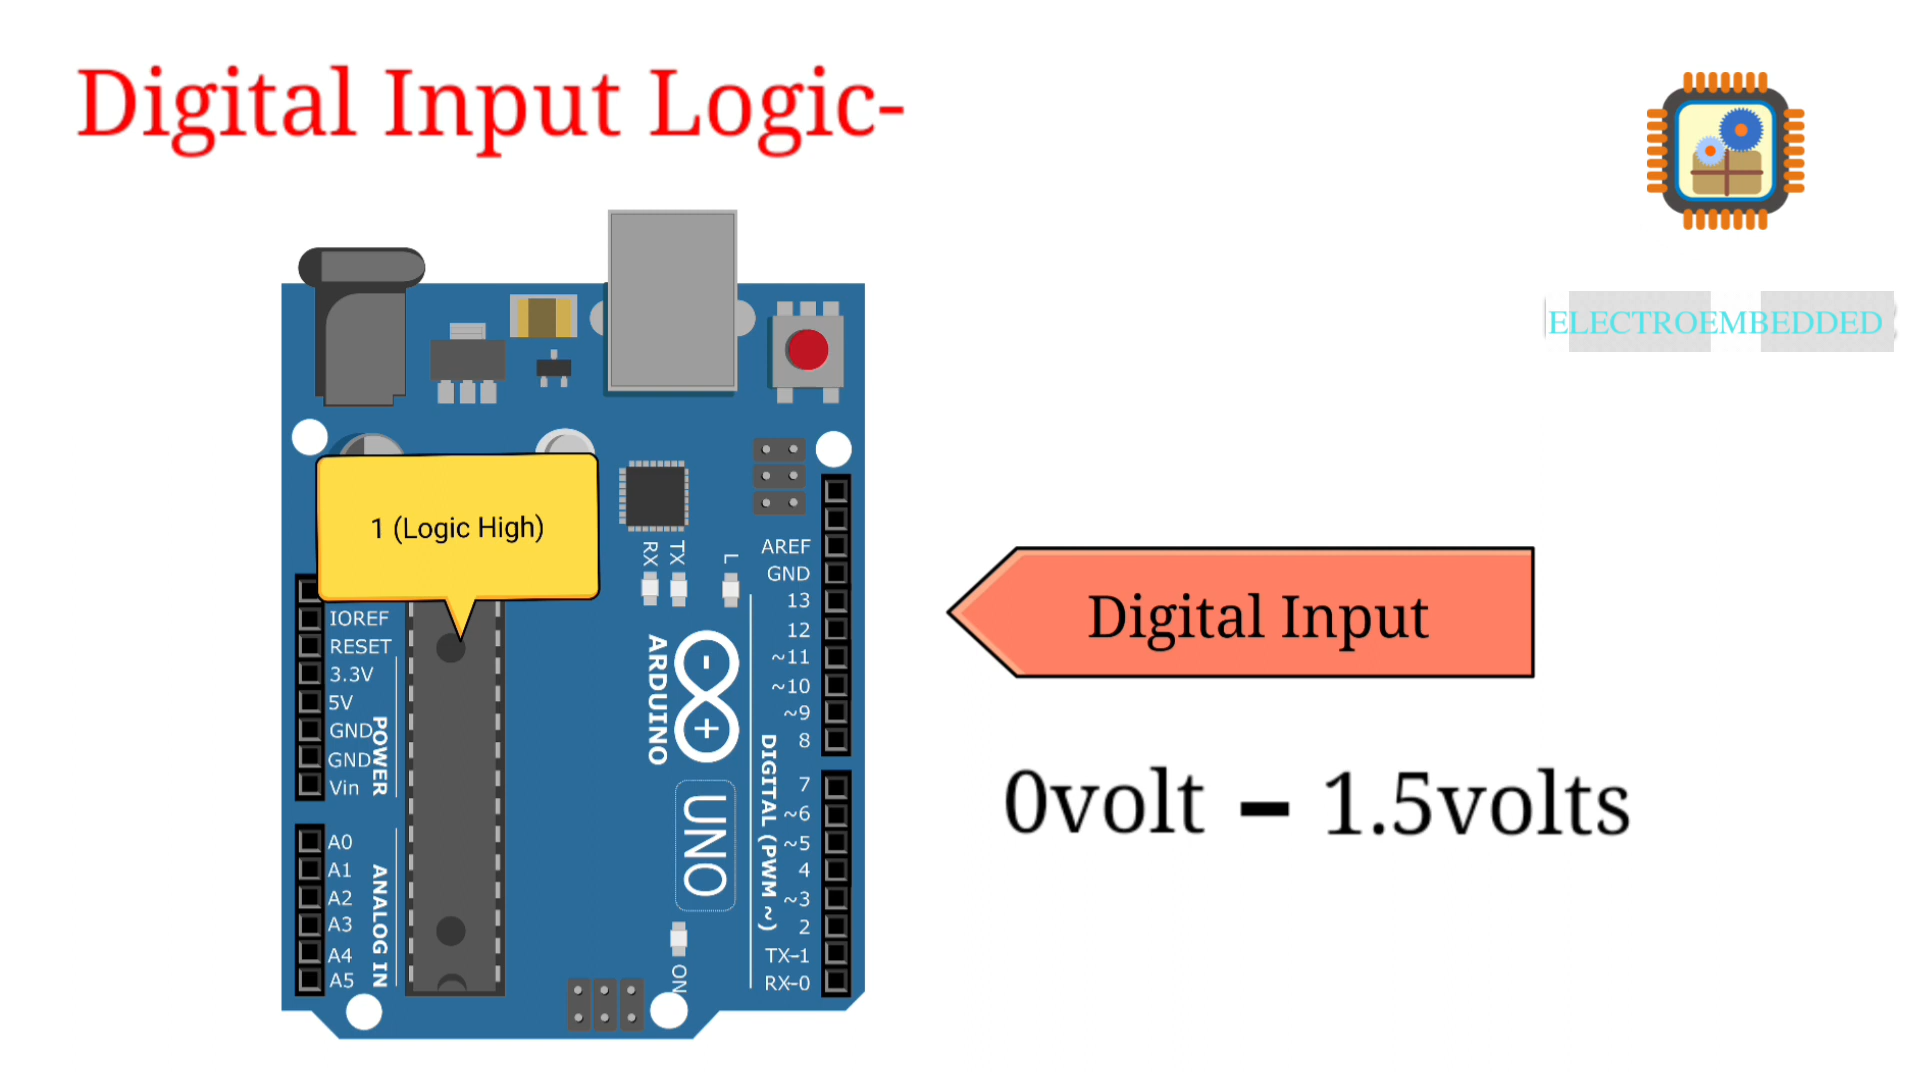 Digital Input Logic-
ELECTROEMBEDDED
1 (Logic High)
IOREF
RESET
3.3V
5V
GND
GND
Vin
POWER
A0
A1
A2
A3
A4
A5
ANALOG IN
RX
TX
L
ARDUINO
- +
UNO
ON
AREF
GND
13
12
~11
~10
~9
8
7
~6
~5
4
~3
2
TX-1
RX-0
DIGITAL (PWM ~)
Digital Input
0volt - 1.5volts